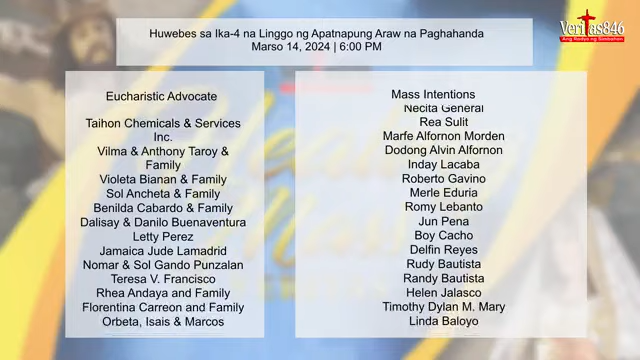 Huwebes sa Ika-4 na Linggo ng Apatnapung Araw na Paghahanda
Marso 14, 2024 | 6:00 PM
Veritas846
Ang Radyo ng Simbahan
Eucharistic Advocate
Taihon Chemicals & Services
Inc.
Vilma & Anthony Taroy &
Family
Violeta Bianan & Family
Sol Ancheta & Family
Benilda Cabardo & Family
Dalisay & Danilo Buenaventura
Letty Perez
Jamaica Jude Lamadrid
Nomar & Sol Gando Punzalan
Teresa V. Francisco
Rhea Andaya and Family
Florentina Carreon and Family
Orbeta, Isais & Marcos
Mass Intentions
Necita General
Rea Sulit
Marfe Alfornon Morden
Dodong Alvin Alfornon
Inday Lacaba
Roberto Gavino
Merle Eduria
Romy Lebanto
Jun Pena
Boy Cacho
Delfin Reyes
Rudy Bautista
Randy Bautista
Helen Jalasco
Timothy Dylan M. Mary
Linda Baloyo